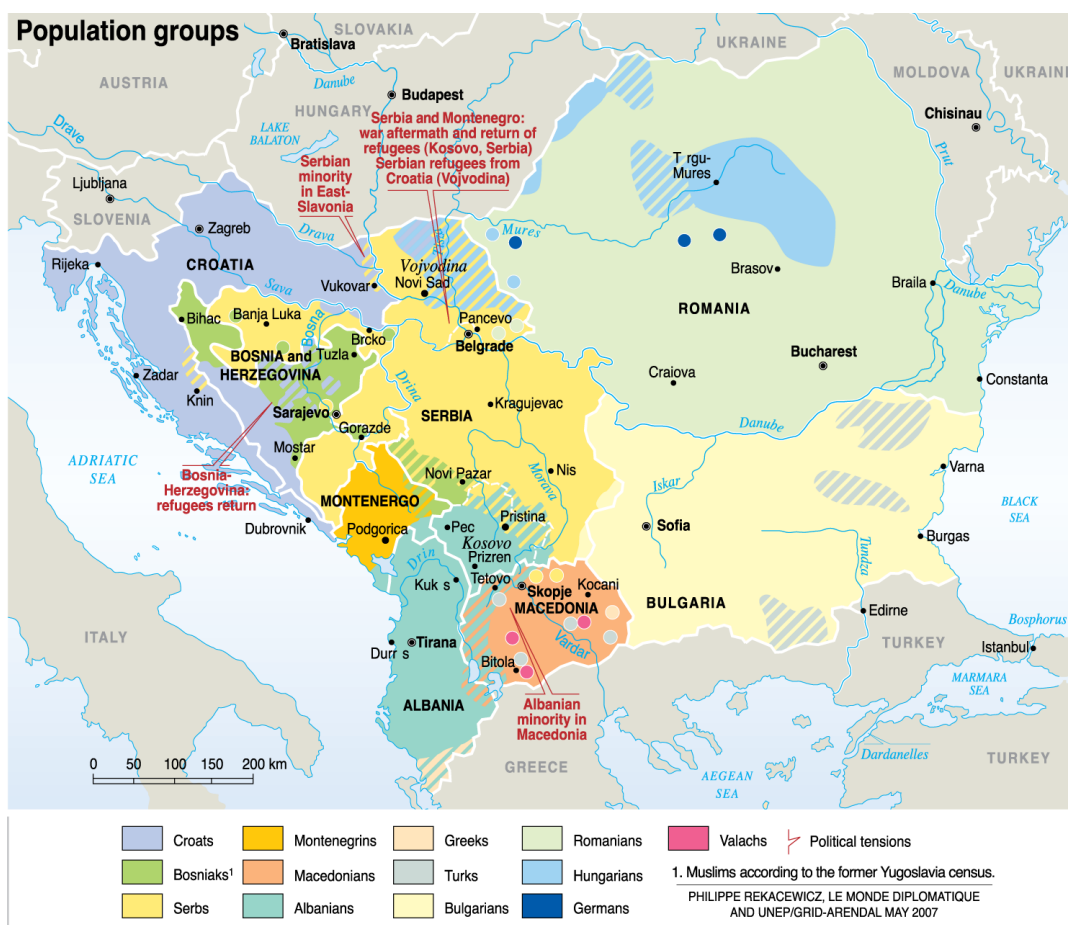 Population groups
SLOVAKIA
Bratislava
UKRAINE
MOLDOVA
UKRAINE
AUSTRIA
Danube
Budapest
HUNGARY
Chisinau
Drave
LAKE
BALATON
Serbia and Montenegro:
war aftermath and return of
refugees (Kosovo, Serbia)
Serbian refugees from
Croatia (Vojvodina)
Serbian
minority
in East-
Slavonia
Prut
T rgu-
Mures
Ljubljana
SLOVENIA
Zagreb
Drava
Mures
Rijeka
CROATIA
Vojvodina
Novi Sad
Brasov
Sava
Vukovar
Braila
Danube
ROMANIA
Bihac
Banja Luka
Bosna
Pancevo
Brcko
Belgrade
BOSNIA and
HERZEGOVINA
Tuzla
Bucharest
Zadar
Knin
Drina
Craiova
Constanta
Sarajevo
SERBIA
Kragujevac
Gorazde
Danube
Mostar
ADRIATIC
SEA
Novi Pazar
Morava
Nis
Varna
Iskar
Bosnia-
Herzegovina:
refugees return
MONTENERGO
BLACK
SEA
Dubrovnik
Podgorica
Pec
Pristina
Kosovo
Prizren
Sofia
Burgas
Drin
Kuk s
Tetovo
Skopje
Kocani
MACEDONIA
BULGARIA
Tundza
Edirne
ITALY
Durr s
Tirana
Vardar
TURKEY
Bosphorus
Istanbul
Bitola
MARMARA
SEA
ALBANIA
Albanian
minority in
Macedonia
GREECE
Dardanelles
TURKEY
AEGEAN
SEA
0 50 100 150 200 km
Croats
Montenegrins
Greeks
Romanians
Valachs
Political tensions
Bosniaks¹
Macedonians
Turks
Hungarians
1. Muslims according to the former Yugoslavia census.
Serbs
Albanians
Bulgarians
Germans
PHILIPPE REKACEWICZ, LE MONDE DIPLOMATIQUE
AND UNEP/GRID-ARENDAL MAY 2007